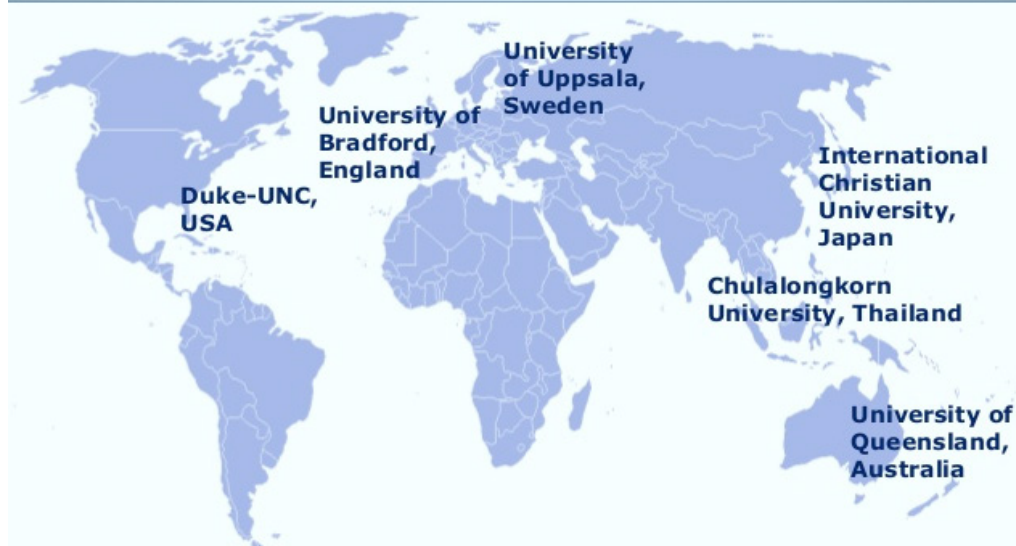 University
of Uppsala,
Sweden
University of
Bradford,
England
Duke-UNC,
USA
International
Christian
University,
Japan
Chulalongkorn
University, Thailand
University of
Queensland,
Australia